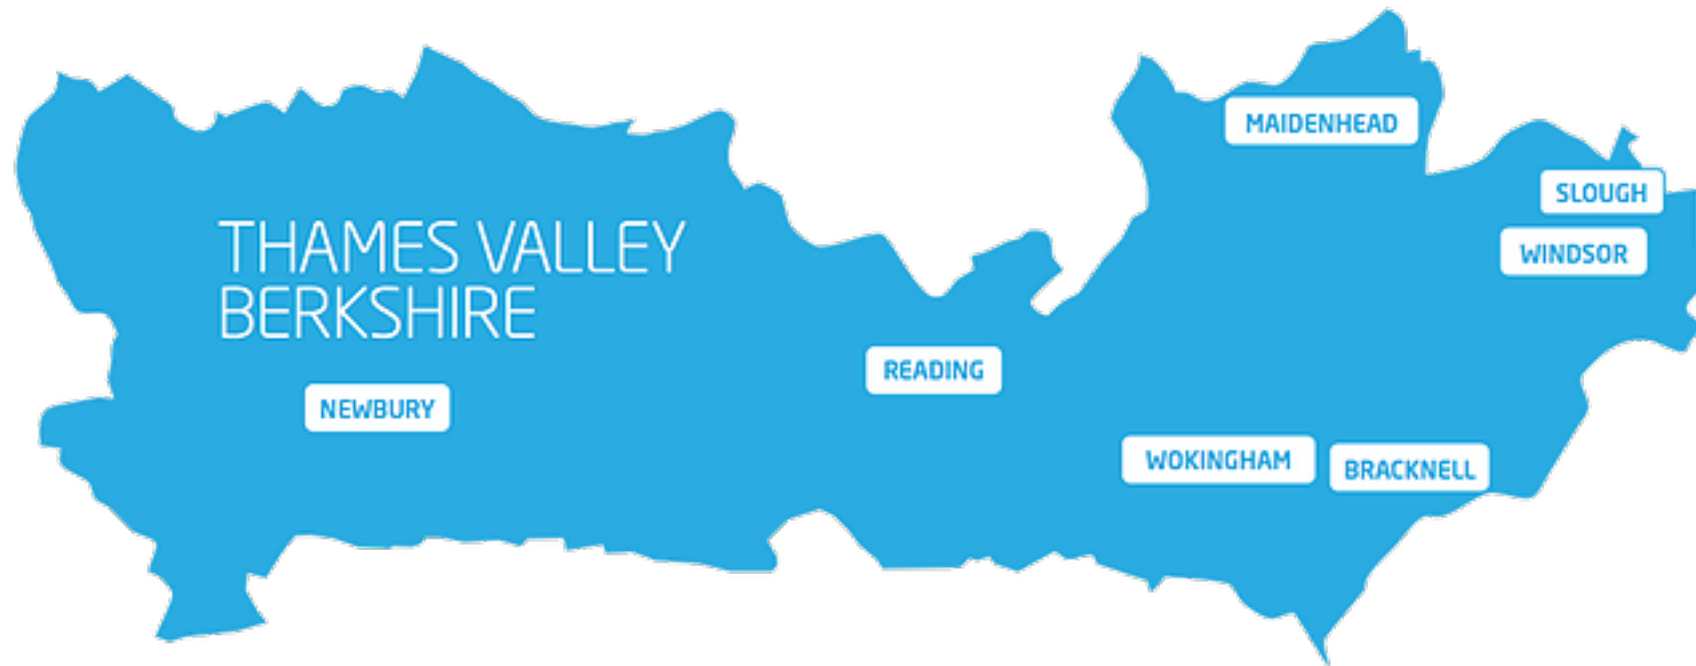 MAIDENHEAD
SLOUGH
THAMES VALLEY
WINDSOR
BERKSHIRE
READING
NEWBURY
WOKINGHAM
BRACKNELL